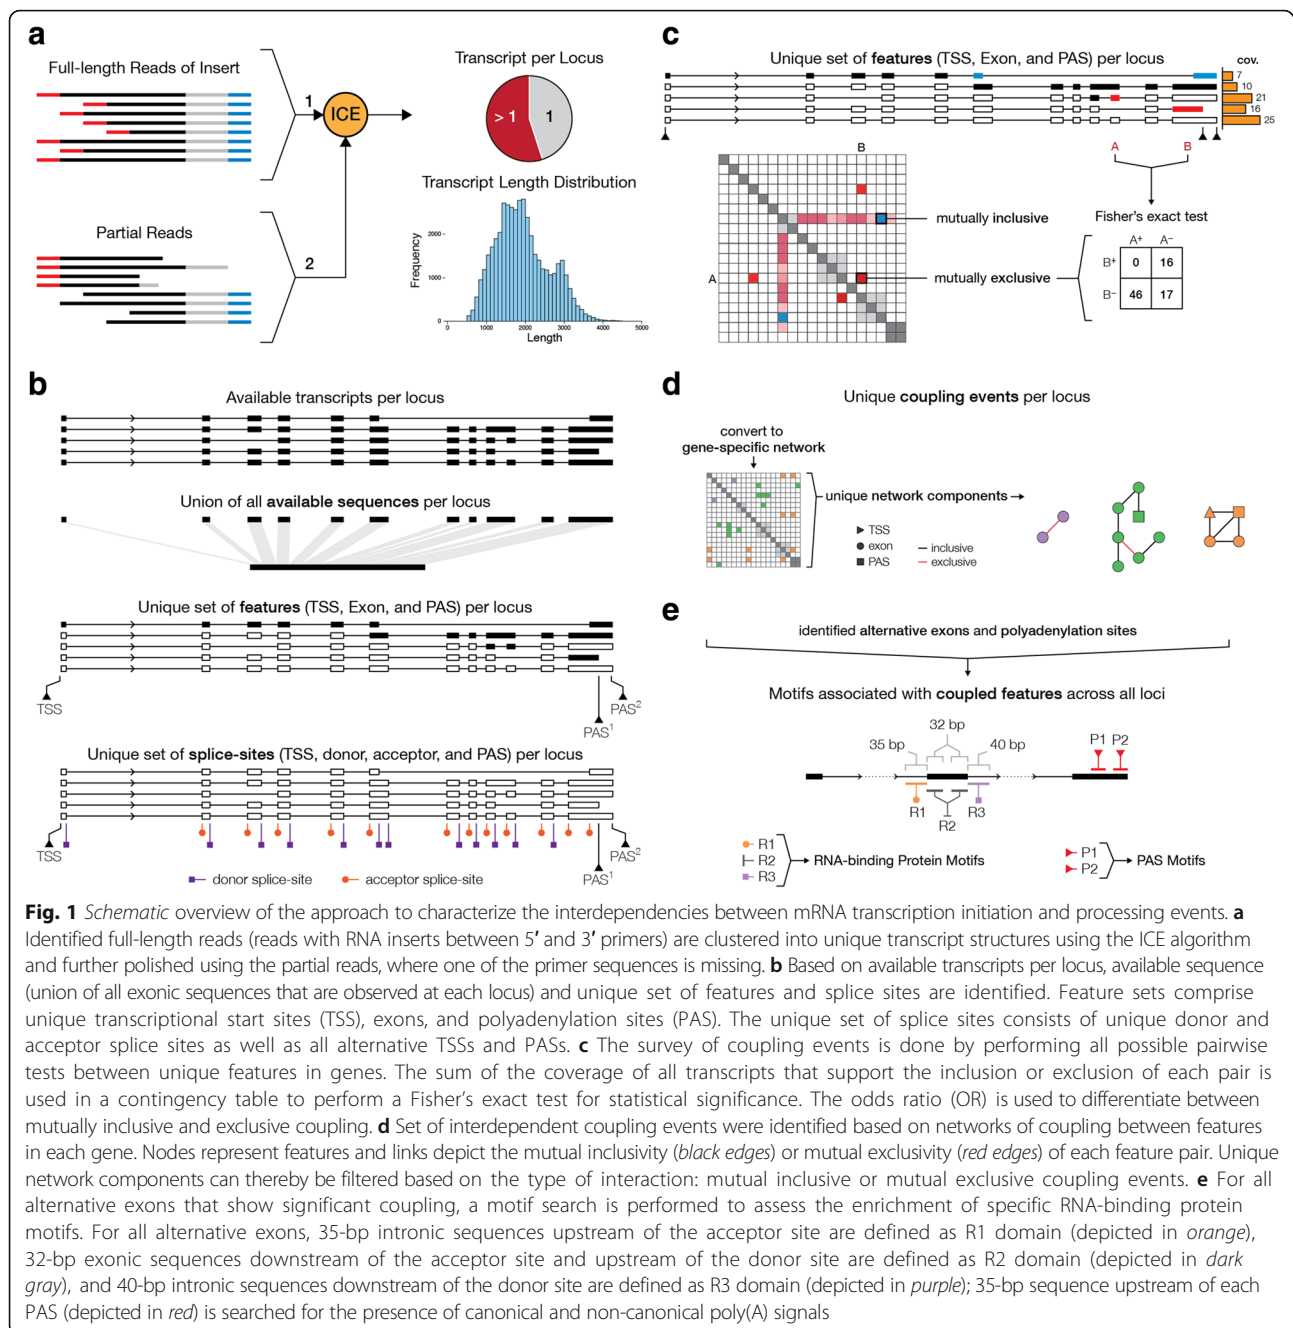 a
Full-length Reads of Insert
1
ICE
Transcript per Locus
> 1
1
Transcript Length Distribution
Partial Reads
2
Frequency
2000
1000
0
0 1000 2000 3000 4000 5000
Length
b
Available transcripts per locus
Union of all available sequences per locus
Unique set of features (TSS, Exon, and PAS) per locus
TSS
PAS1
PAS2
Unique set of splice-sites (TSS, donor, acceptor, and PAS) per locus
TSS
PAS1
PAS2
donor splice-site
acceptor splice-site
c
Unique set of features (TSS, Exon, and PAS) per locus
cov.
7
10
21
16
25
A
B
B
A
mutually inclusive
mutually exclusive
Fisher's exact test
A+ A−
B+ 0 16
B− 46 17
d
Unique coupling events per locus
convert to
gene-specific network
unique network components
TSS
exon
PAS
inclusive
exclusive
e
identified alternative exons and polyadenylation sites
Motifs associated with coupled features across all loci
32 bp
35 bp
40 bp
P1 P2
R1
R2
R3
R1
R2
R3
RNA-binding Protein Motifs
P1
P2
PAS Motifs
Fig. 1 Schematic overview of the approach to characterize the interdependencies between mRNA transcription initiation and processing events. a
Identified full-length reads (reads with RNA inserts between 5′ and 3′ primers) are clustered into unique transcript structures using the ICE algorithm
and further polished using the partial reads, where one of the primer sequences is missing. b Based on available transcripts per locus, available sequence
(union of all exonic sequences that are observed at each locus) and unique set of features and splice sites are identified. Feature sets comprise
unique transcriptional start sites (TSS), exons, and polyadenylation sites (PAS). The unique set of splice sites consists of unique donor and
acceptor splice sites as well as all alternative TSSs and PASs. c The survey of coupling events is done by performing all possible pairwise
tests between unique features in genes. The sum of the coverage of all transcripts that support the inclusion or exclusion of each pair is
used in a contingency table to perform a Fisher's exact test for statistical significance. The odds ratio (OR) is used to differentiate between
mutually inclusive and exclusive coupling. d Set of interdependent coupling events were identified based on networks of coupling between features
in each gene. Nodes represent features and links depict the mutual inclusivity (black edges) or mutual exclusivity (red edges) of each feature pair. Unique
network components can thereby be filtered based on the type of interaction: mutual inclusive or mutual exclusive coupling events. e For all
alternative exons that show significant coupling, a motif search is performed to assess the enrichment of specific RNA-binding protein
motifs. For all alternative exons, 35-bp intronic sequences upstream of the acceptor site are defined as R1 domain (depicted in orange),
32-bp exonic sequences downstream of the acceptor site and upstream of the donor site are defined as R2 domain (depicted in dark
gray), and 40-bp intronic sequences downstream of the donor site are defined as R3 domain (depicted in purple); 35-bp sequence upstream of each
PAS (depicted in red) is searched for the presence of canonical and non-canonical poly(A) signals